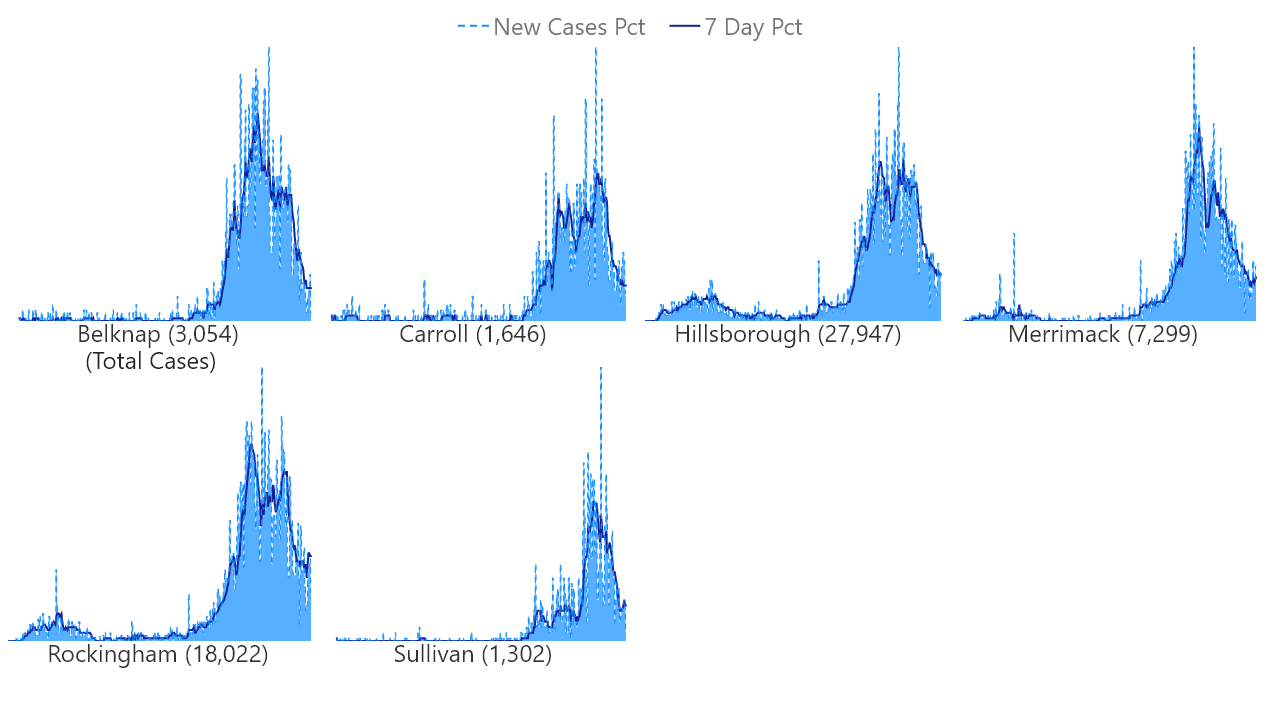 New Cases Pct 7 Day Pct
Belknap (3,054)
(Total Cases)
Carroll (1,646)
Hillsborough (27,947)
Merrimack (7,299)
Rockingham (18,022)
Sullivan (1,302)